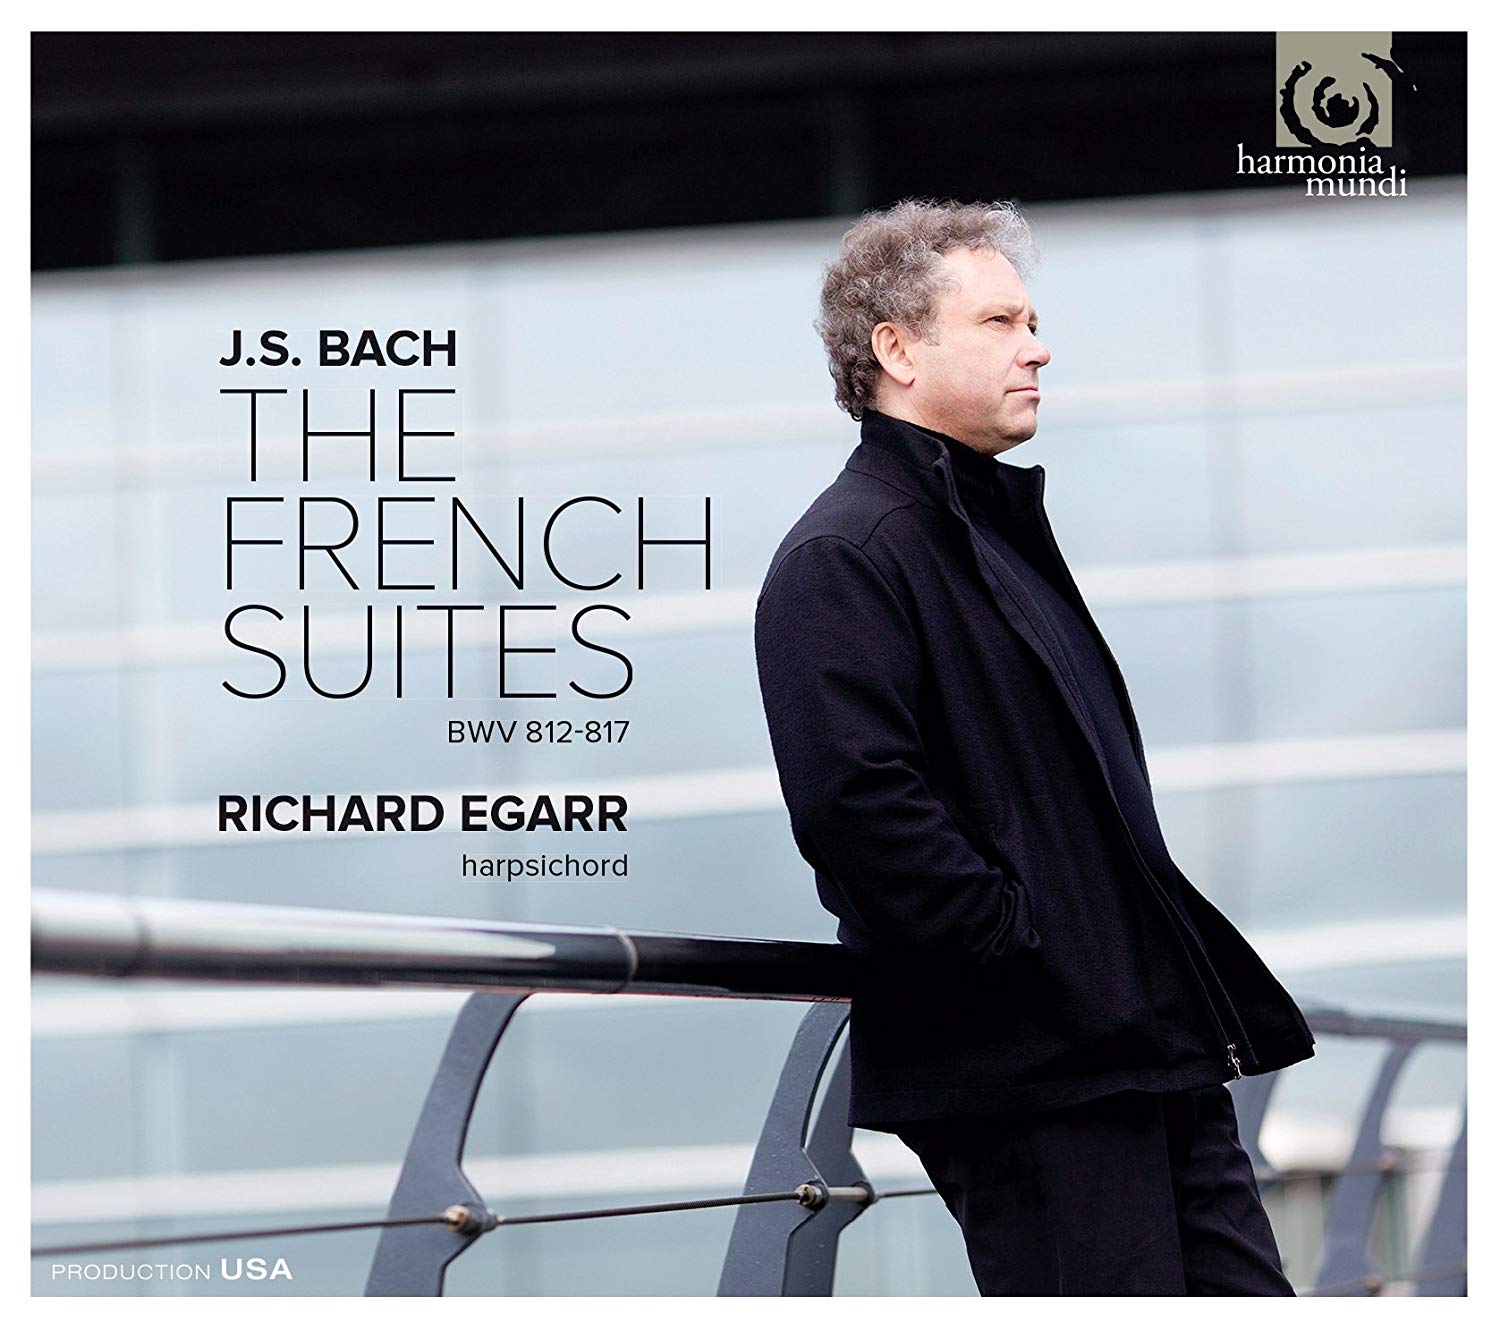 harmonia
mundi
J.S. BACH
THE
FRENCH
SUITES
BWV 812-817
RICHARD EGARR
harpsichord
PRODUCTION USA